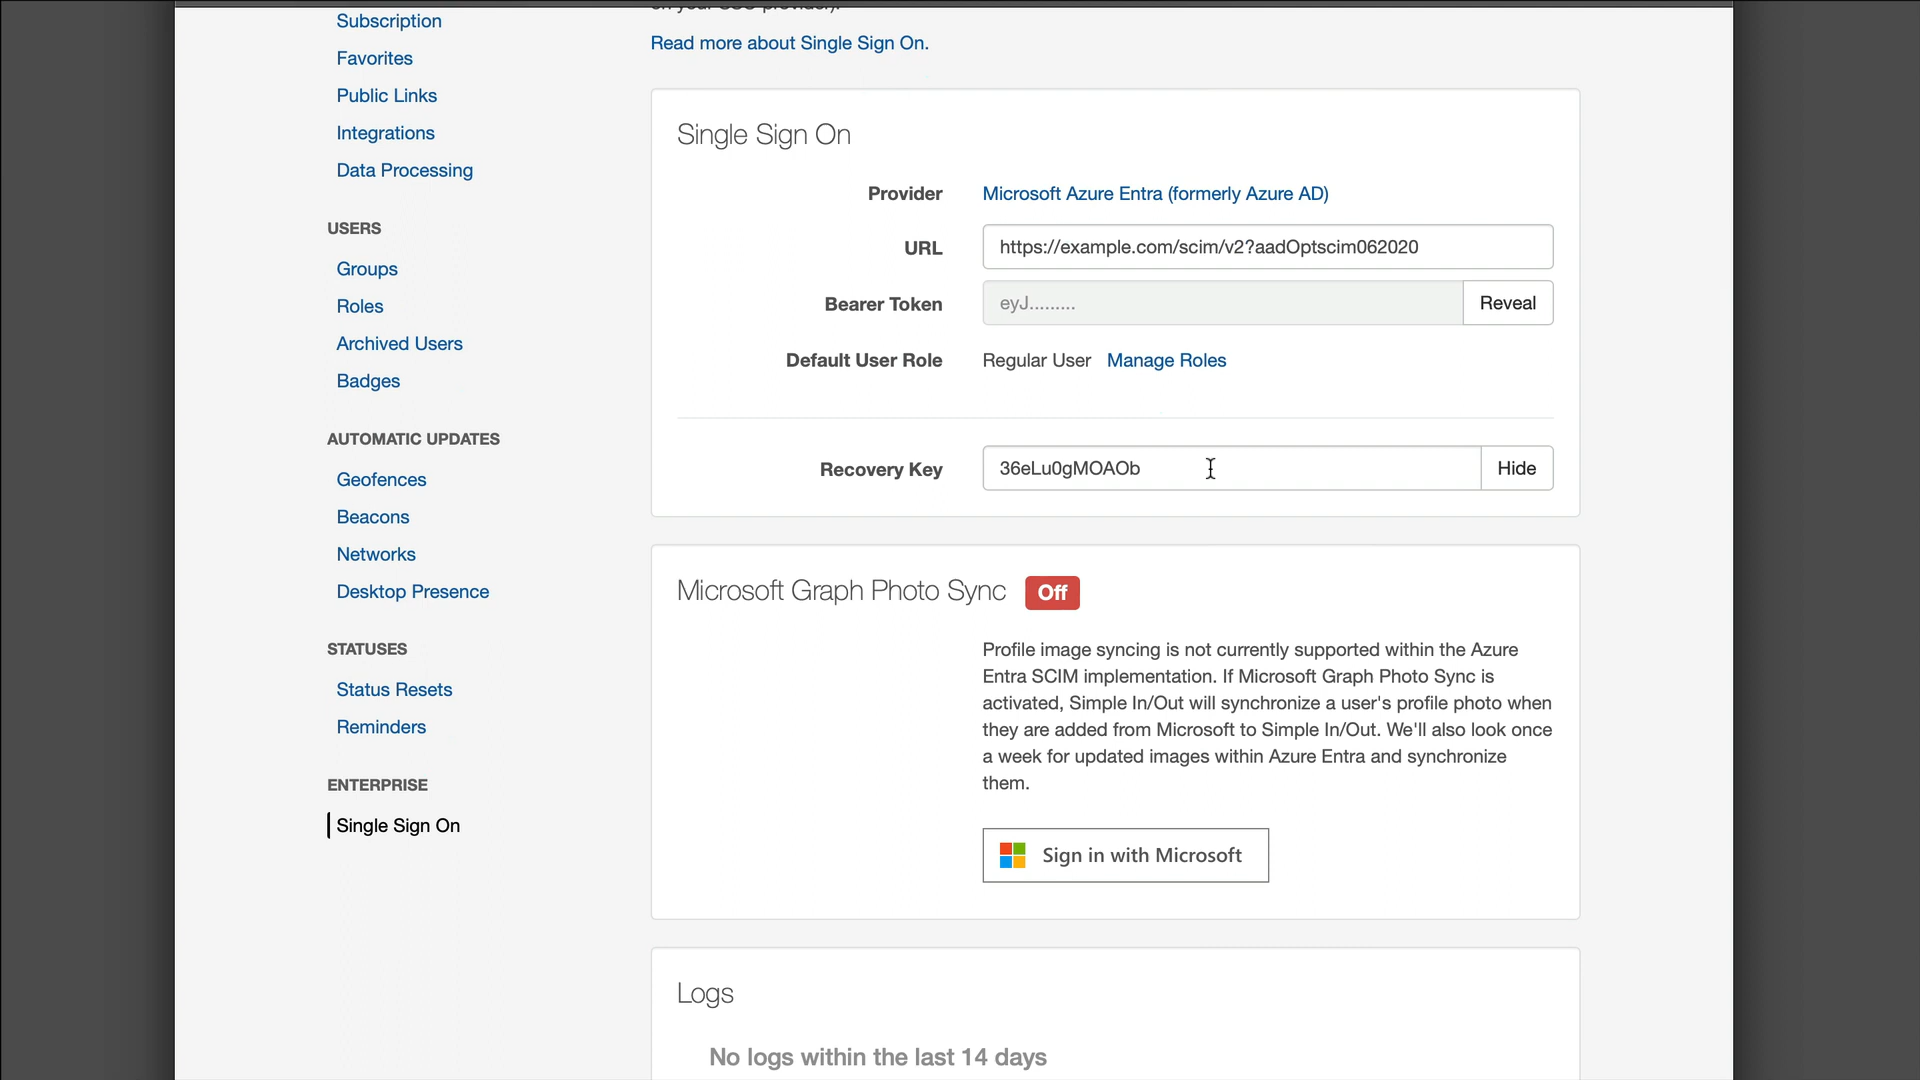 Subscription
Favorites
Public Links
Integrations
Data Processing
USERS
Groups
Roles
Archived Users
Badges
AUTOMATIC UPDATES
Geofences
Beacons
Networks
Desktop Presence
STATUSES
Status Resets
Reminders
ENTERPRISE
Single Sign On
on your SSO provider).
Read more about Single Sign On.
Single Sign On
Provider Microsoft Azure Entra (formerly Azure AD)
URL https://example.com/scim/v2?aadOptscim062020
Bearer Token eyJ......... Reveal
Default User Role Regular User Manage Roles
Recovery Key 36eLu0gMOAOb Hide
Microsoft Graph Photo Sync Off
Profile image syncing is not currently supported within the Azure
Entra SCIM implementation. If Microsoft Graph Photo Sync is
activated, Simple In/Out will synchronize a user's profile photo when
they are added from Microsoft to Simple In/Out. We'll also look once
a week for updated images within Azure Entra and synchronize
them.
Sign in with Microsoft
Logs
No logs within the last 14 days